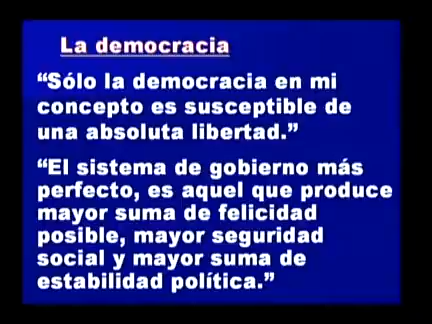 La democracia
“Sólo la democracia en mi
concepto es susceptible de
una absoluta libertad.”
“El sistema de gobierno más
perfecto, es aquel que produce
mayor suma de felicidad
posible, mayor seguridad
social y mayor suma de
estabilidad política.”